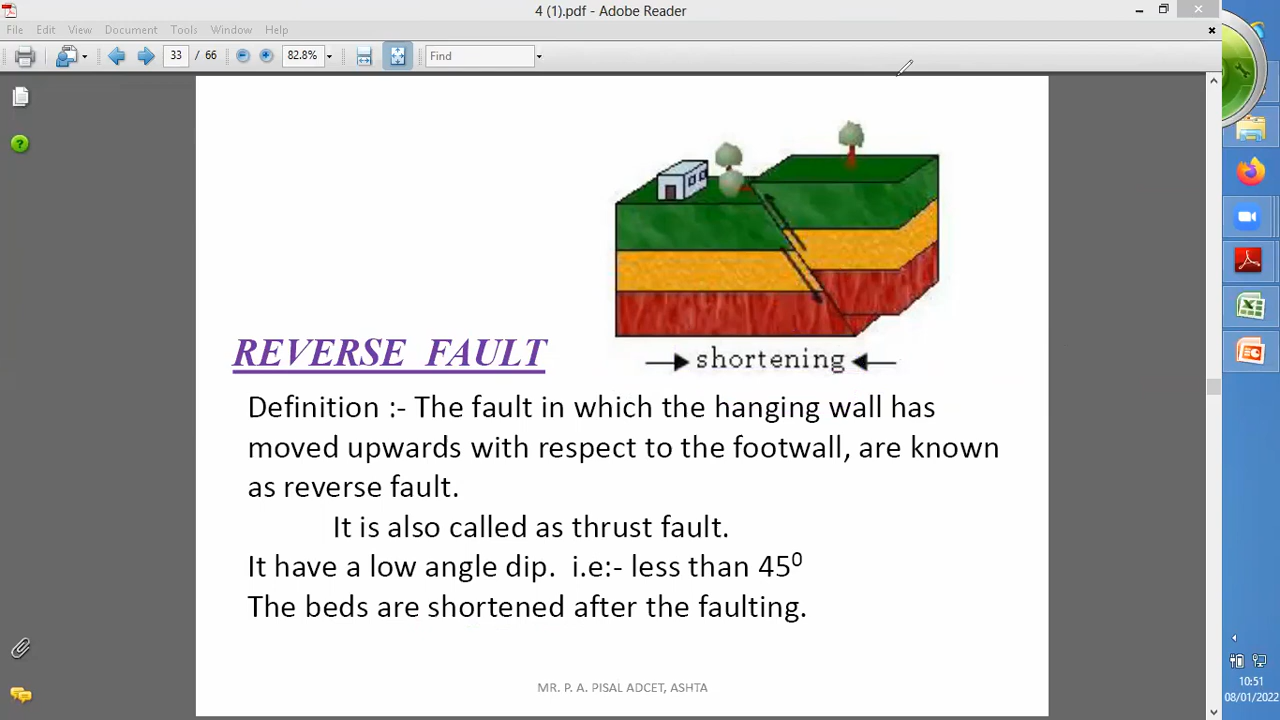 4 (1).pdf - Adobe Reader
File Edit View Document Tools Window Help
33 / 66 82.8% Find
shortening
REVERSE FAULT
Definition :- The fault in which the hanging wall has
moved upwards with respect to the footwall, are known
as reverse fault.
It is also called as thrust fault.
It have a low angle dip. i.e:- less than 45⁰
The beds are shortened after the faulting.
MR. P. A. PISAL ADCET, ASHTA
10:51
08/01/2022